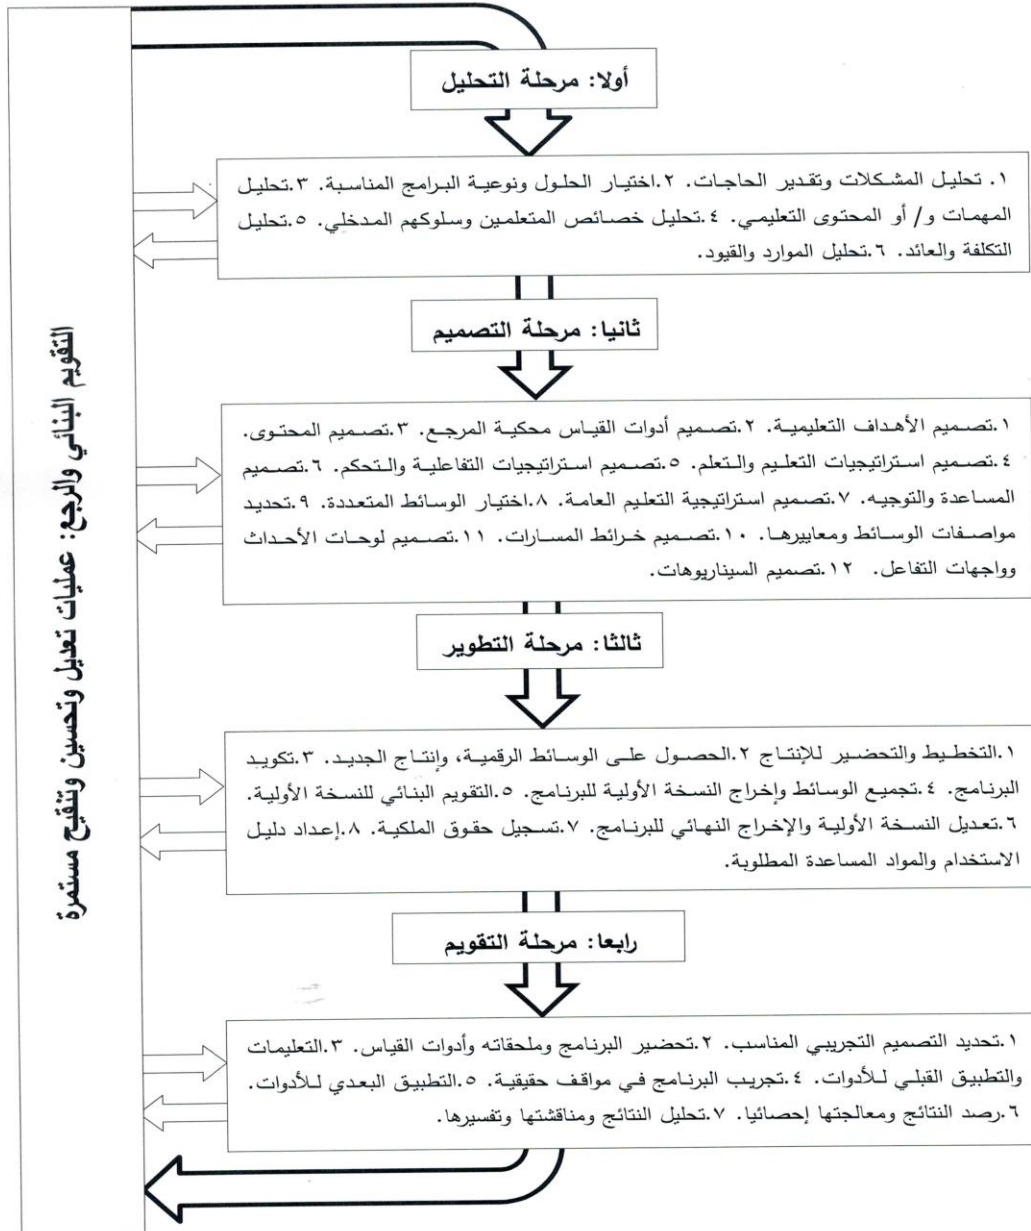 أولا: مرحلة التحليل
١. تحليل المشكلات وتقدير الحاجات. ٢.اختيار الحلول ونوعية البرامج المناسبة. ٣.تحليل
المهمات و/ أو المحتوى التعليمي. ٤.تحليل خصائص المتعلمين وسلوكهم المدخلي. ٥.تحليل
التكلفة والعائد. ٦.تحليل الموارد والقيود.
ثانيا: مرحلة التصميم
١.تصميم الأهداف التعليمية. ٢.تصميم أدوات القياس محكية المرجع. ٣.تصميم المحتوى.
٤.تصميم استراتيجيات التعليم والتعلم. ٥.تصميم استراتيجيات التفاعلية والتحكم. ٦.تصميم
المساعدة والتوجيه. ٧.تصميم استراتيجية التعليم العامة. ٨.اختيار الوسائط المتعددة. ٩.تحديد
مواصفات الوسائط ومعاييرها. ١٠.تصميم خرائط المسارات. ١١.تصميم لوحات الأحداث
وواجهات التفاعل. ١٢.تصميم السيناريوهات.
ثالثا: مرحلة التطوير
١.التخطيط والتحضير للإنتاج ٢.الحصول على الوسائط الرقمية، وإنتاج الجديد. ٣.تكويد
البرنامج. ٤.تجميع الوسائط وإخراج النسخة الأولية للبرنامج. ٥.التقويم البنائي للنسخة الأولية.
٦.تعديل النسخة الأولية والإخراج النهائي للبرنامج. ٧.تسجيل حقوق الملكية. ٨.إعداد دليل
الاستخدام والمواد المساعدة المطلوبة.
رابعا: مرحلة التقويم
١.تحديد التصميم التجريبي المناسب. ٢.تحضير البرنامج وملحقاته وأدوات القياس. ٣.التعليمات
والتطبيق القبلي للأدوات. ٤.تجريب البرنامج في مواقف حقيقية. ٥.التطبيق البعدي للأدوات.
٦.رصد النتائج ومعالجتها إحصائيا. ٧.تحليل النتائج ومناقشتها وتفسيرها.
التقويم البنائي والرجع: عمليات تعديل وتحسين وتنقيح مستمرة